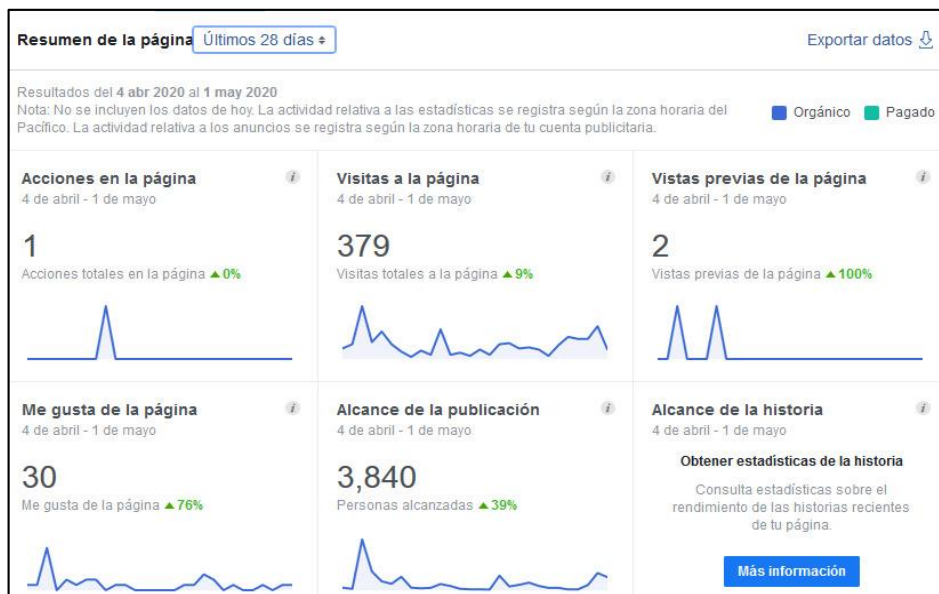 Resumen de la página Últimos 28 días
Exportar datos
Resultados del 4 abr 2020 al 1 may 2020
Nota: No se incluyen los datos de hoy. La actividad relativa a las estadísticas se registra según la zona horaria del
Pacífico. La actividad relativa a los anuncios se registra según la zona horaria de tu cuenta publicitaria.
Orgánico Pagado
Acciones en la página
4 de abril - 1 de mayo
1
Acciones totales en la página ▲0%
Visitas a la página
4 de abril - 1 de mayo
379
Visitas totales a la página ▲9%
Vistas previas de la página
4 de abril - 1 de mayo
2
Vistas previas de la página ▲100%
Me gusta de la página
4 de abril - 1 de mayo
30
Me gusta de la página ▲76%
Alcance de la publicación
4 de abril - 1 de mayo
3,840
Personas alcanzadas ▲39%
Alcance de la historia
4 de abril - 1 de mayo
Obtener estadísticas de la historia
Consulta estadísticas sobre el
rendimiento de las historias recientes
de tu página.
Más información